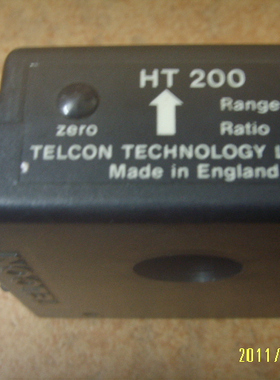 HT 200
Range
zero
Ratio
TELCON TECHNOLOGY L
Made in England
2011/